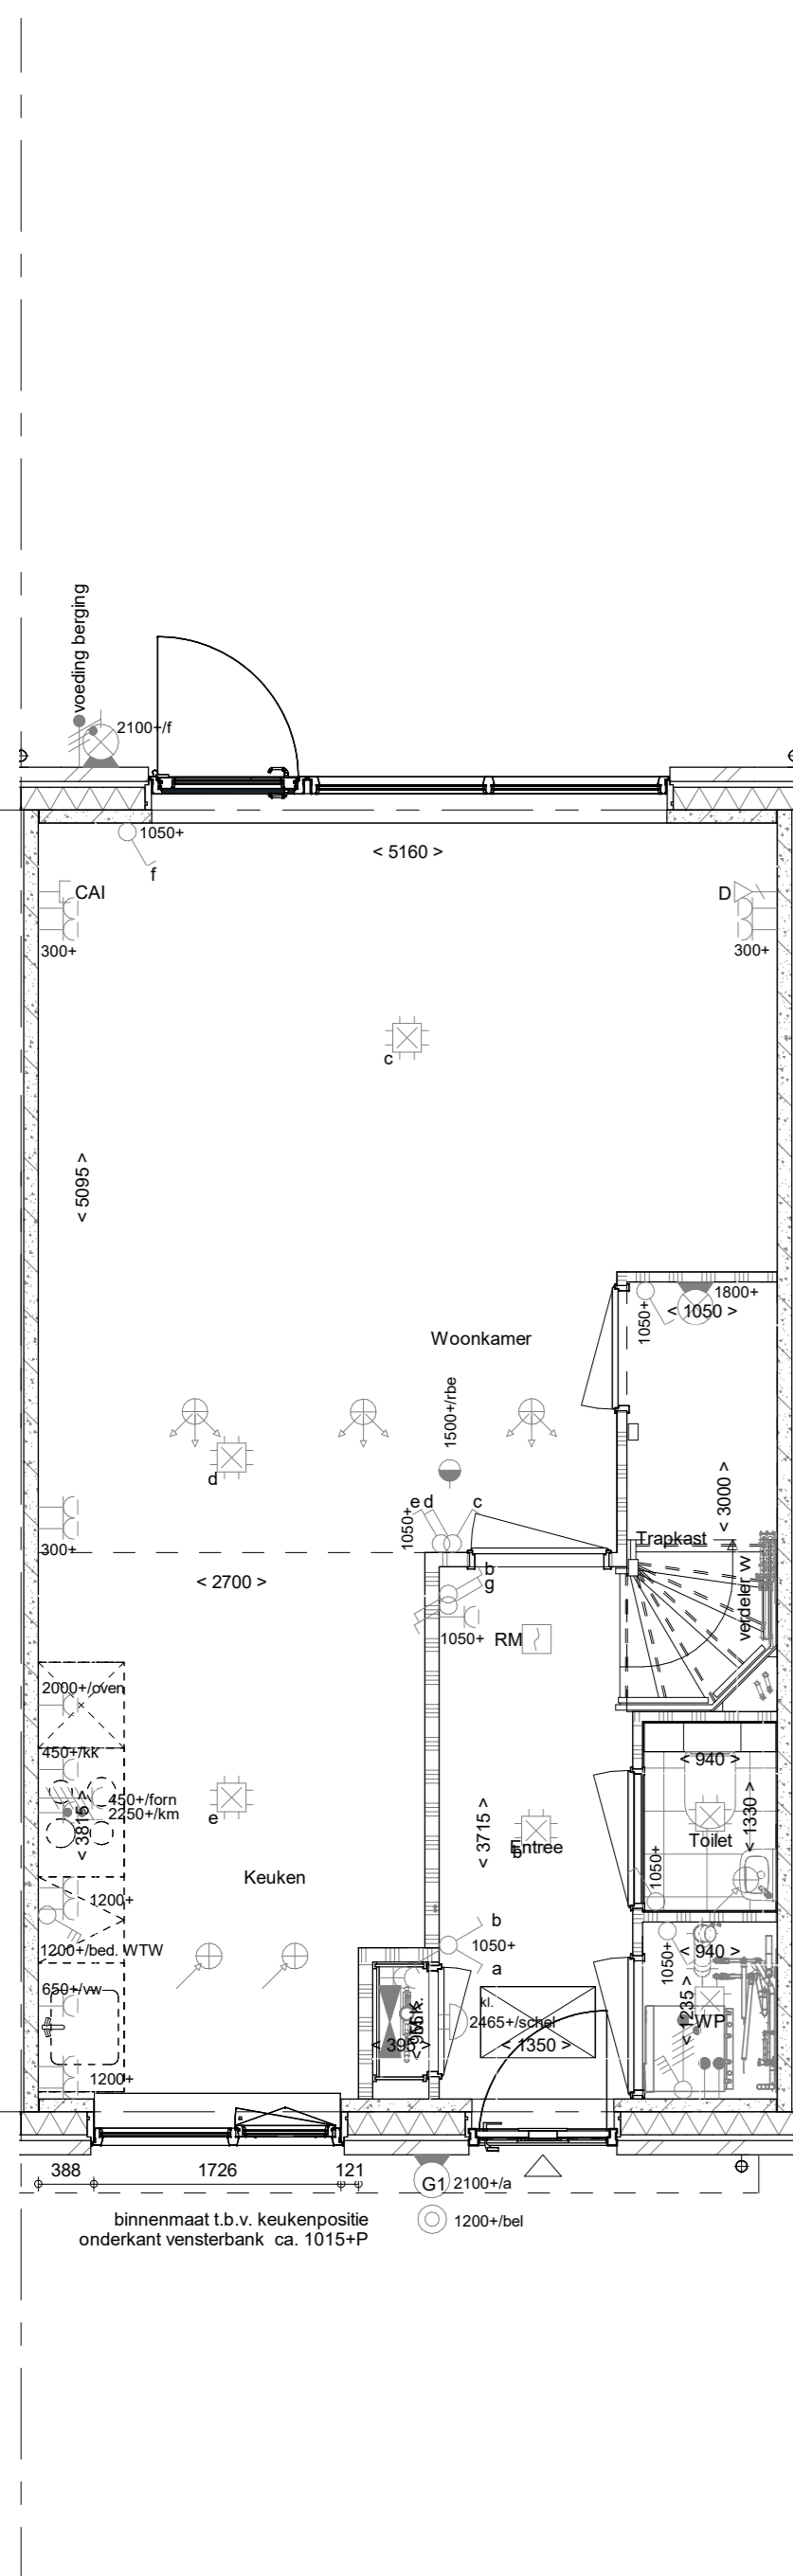 voeding berging
2100+/f
1050+
f
< 5160 >
CAI
300+
D
300+
c
< 5095 >
1800+
1050+
< 1050 >
Woonkamer
1500+/rbe
d
< 3000 >
e d
c
1050+
Trapkast
300+
< 2700 >
b
g
1050+
RM
verdeler w
2000+/oven
450+/kk
450+/forn
2250+/km
< 3815 >
e
< 940 >
< 1330 >
Toilet
1050+
< 3715 >
Entree
b
Keuken
1200+
1200+/bed. WTW
b
1050+
a
1050+
< 940 >
< 1235 >
WP
650+/vw
kl.
2465+/schel
< 395 >
< 1350 >
1200+
388
1726
121
G1
2100+/a
1200+/bel
binnenmaat t.b.v. keukenpositie
onderkant vensterbank ca. 1015+P